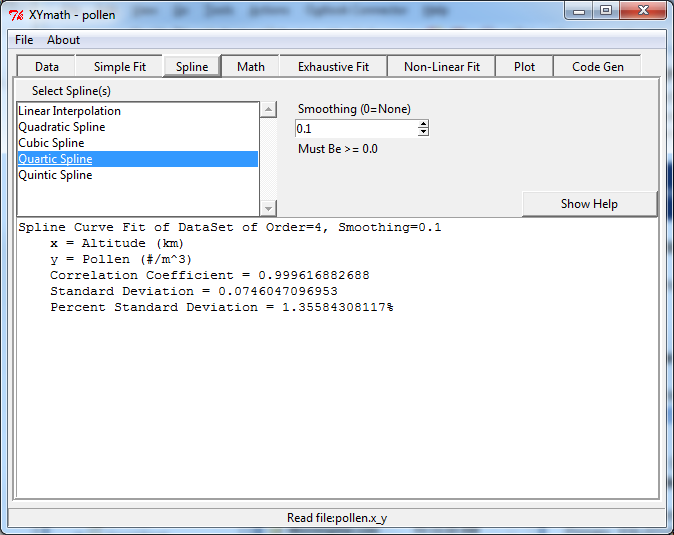 XYmath - pollen
File About
Data Simple Fit Spline Math Exhaustive Fit Non-Linear Fit Plot Code Gen
Select Spline(s)
Linear Interpolation
Quadratic Spline
Cubic Spline
Quartic Spline
Quintic Spline
Smoothing (0=None)
0.1
Must Be >= 0.0
Show Help
Spline Curve Fit of DataSet of Order=4, Smoothing=0.1
x = Altitude (km)
y = Pollen (#/m^3)
Correlation Coefficient = 0.999616882688
Standard Deviation = 0.0746047096953
Percent Standard Deviation = 1.35584308117%
Read file:pollen.x_y